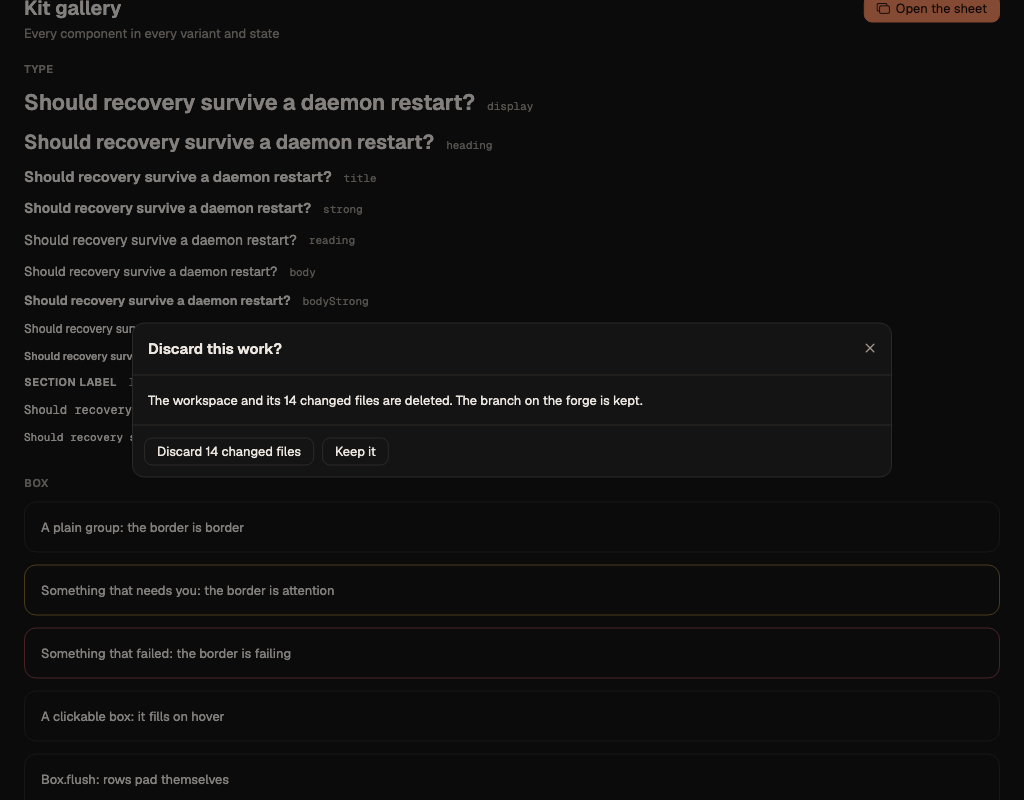 Kit gallery
Open the sheet
Every component in every variant and state
TYPE
Should recovery survive a daemon restart? display
Should recovery survive a daemon restart? heading
Should recovery survive a daemon restart? title
Should recovery survive a daemon restart? strong
Should recovery survive a daemon restart? reading
Should recovery survive a daemon restart? body
Should recovery survive a daemon restart? bodyStrong
Should recovery
Should recovery
SECTION LABEL
Should recovery
Should recovery
Discard this work?
The workspace and its 14 changed files are deleted. The branch on the forge is kept.
Discard 14 changed files
Keep it
BOX
A plain group: the border is border
Something that needs you: the border is attention
Something that failed: the border is failing
A clickable box: it fills on hover
Box.flush: rows pad themselves